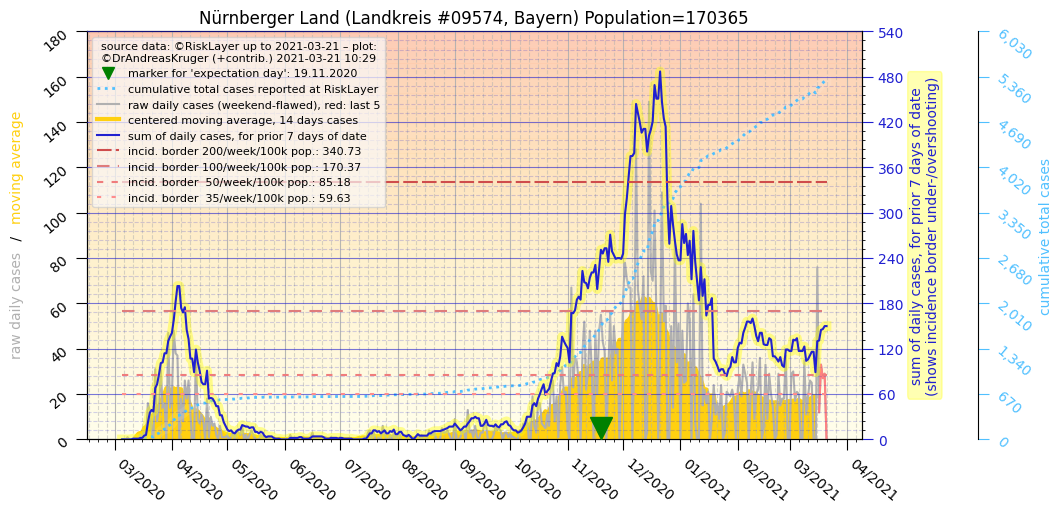 Nürnberger Land (Landkreis #09574, Bayern) Population=170365
source data: ©RiskLayer up to 2021-03-21 – plot:
©DrAndreasKruger (+contrib.) 2021-03-21 10:29
marker for 'expectation day': 19.11.2020
cumulative total cases reported at RiskLayer
raw daily cases (weekend-flawed), red: last 5
centered moving average, 14 days cases
sum of daily cases, for prior 7 days of date
incid. border 200/week/100k pop.: 340.73
incid. border 100/week/100k pop.: 170.37
incid. border  50/week/100k pop.: 85.18
incid. border  35/week/100k pop.: 59.63
raw daily cases  /  moving average
180
160
140
120
100
80
60
40
20
0
540
480
420
360
300
240
180
120
60
0
sum of daily cases, for prior 7 days of date
(shows incidence border under-/overshooting)
6,030
5,360
4,690
4,020
3,350
2,680
2,010
1,340
670
0
cumulative total cases
03/2020
04/2020
05/2020
06/2020
07/2020
08/2020
09/2020
10/2020
11/2020
12/2020
01/2021
02/2021
03/2021
04/2021